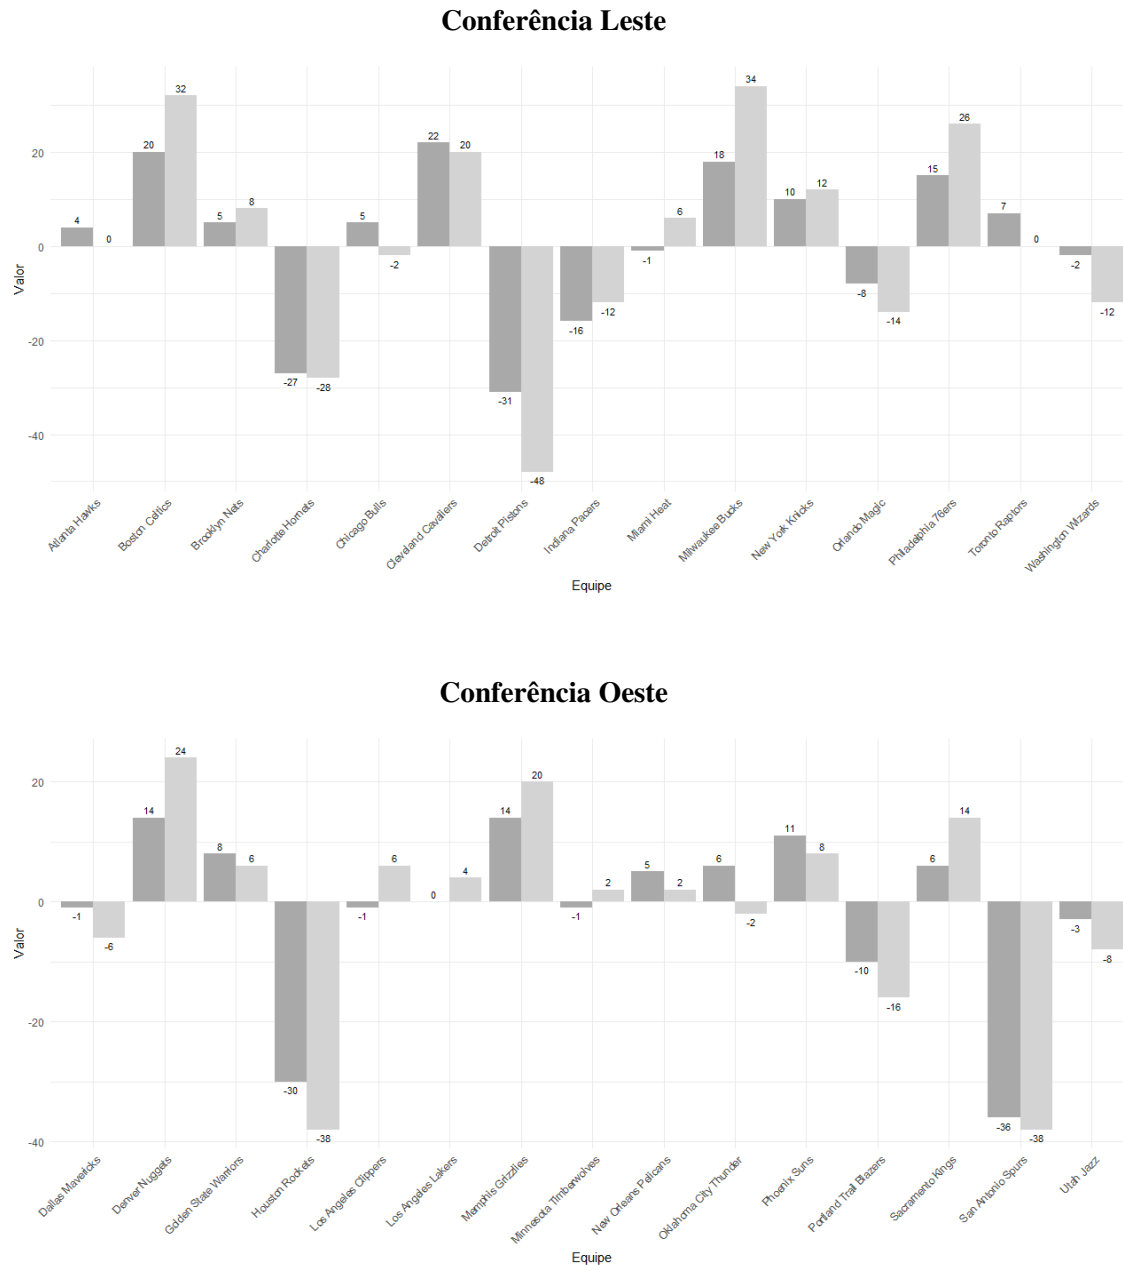 Conferência Leste
34
32
26
22
20
20
20
18
15
12
10
8
7
6
5
5
4
0
0
0
-1
-2
-2
-8
-12
-12
-14
-16
-20
-27
-28
-31
-40
-48
Valor
Atlanta Hawks
Boston Celtics
Brooklyn Nets
Charlotte Hornets
Chicago Bulls
Cleveland Cavaliers
Detroit Pistons
Indiana Pacers
Miami Heat
Milwaukee Bucks
New York Knicks
Orlando Magic
Philadelphia 76ers
Toronto Raptors
Washington Wizards
Equipe
Conferência Oeste
24
20
20
14
14
14
11
8
8
6
6
6
6
5
4
2
2
0
0
-1
-1
-1
-2
-3
-6
-8
-10
-16
-20
-30
-36
-38
-38
-40
Valor
Dallas Mavericks
Denver Nuggets
Golden State Warriors
Houston Rockets
Los Angeles Clippers
Los Angeles Lakers
Memphis Grizzlies
Minnesota Timberwolves
New Orleans Pelicans
Oklahoma City Thunder
Phoenix Suns
Portland Trail Blazers
Sacramento Kings
San Antonio Spurs
Utah Jazz
Equipe